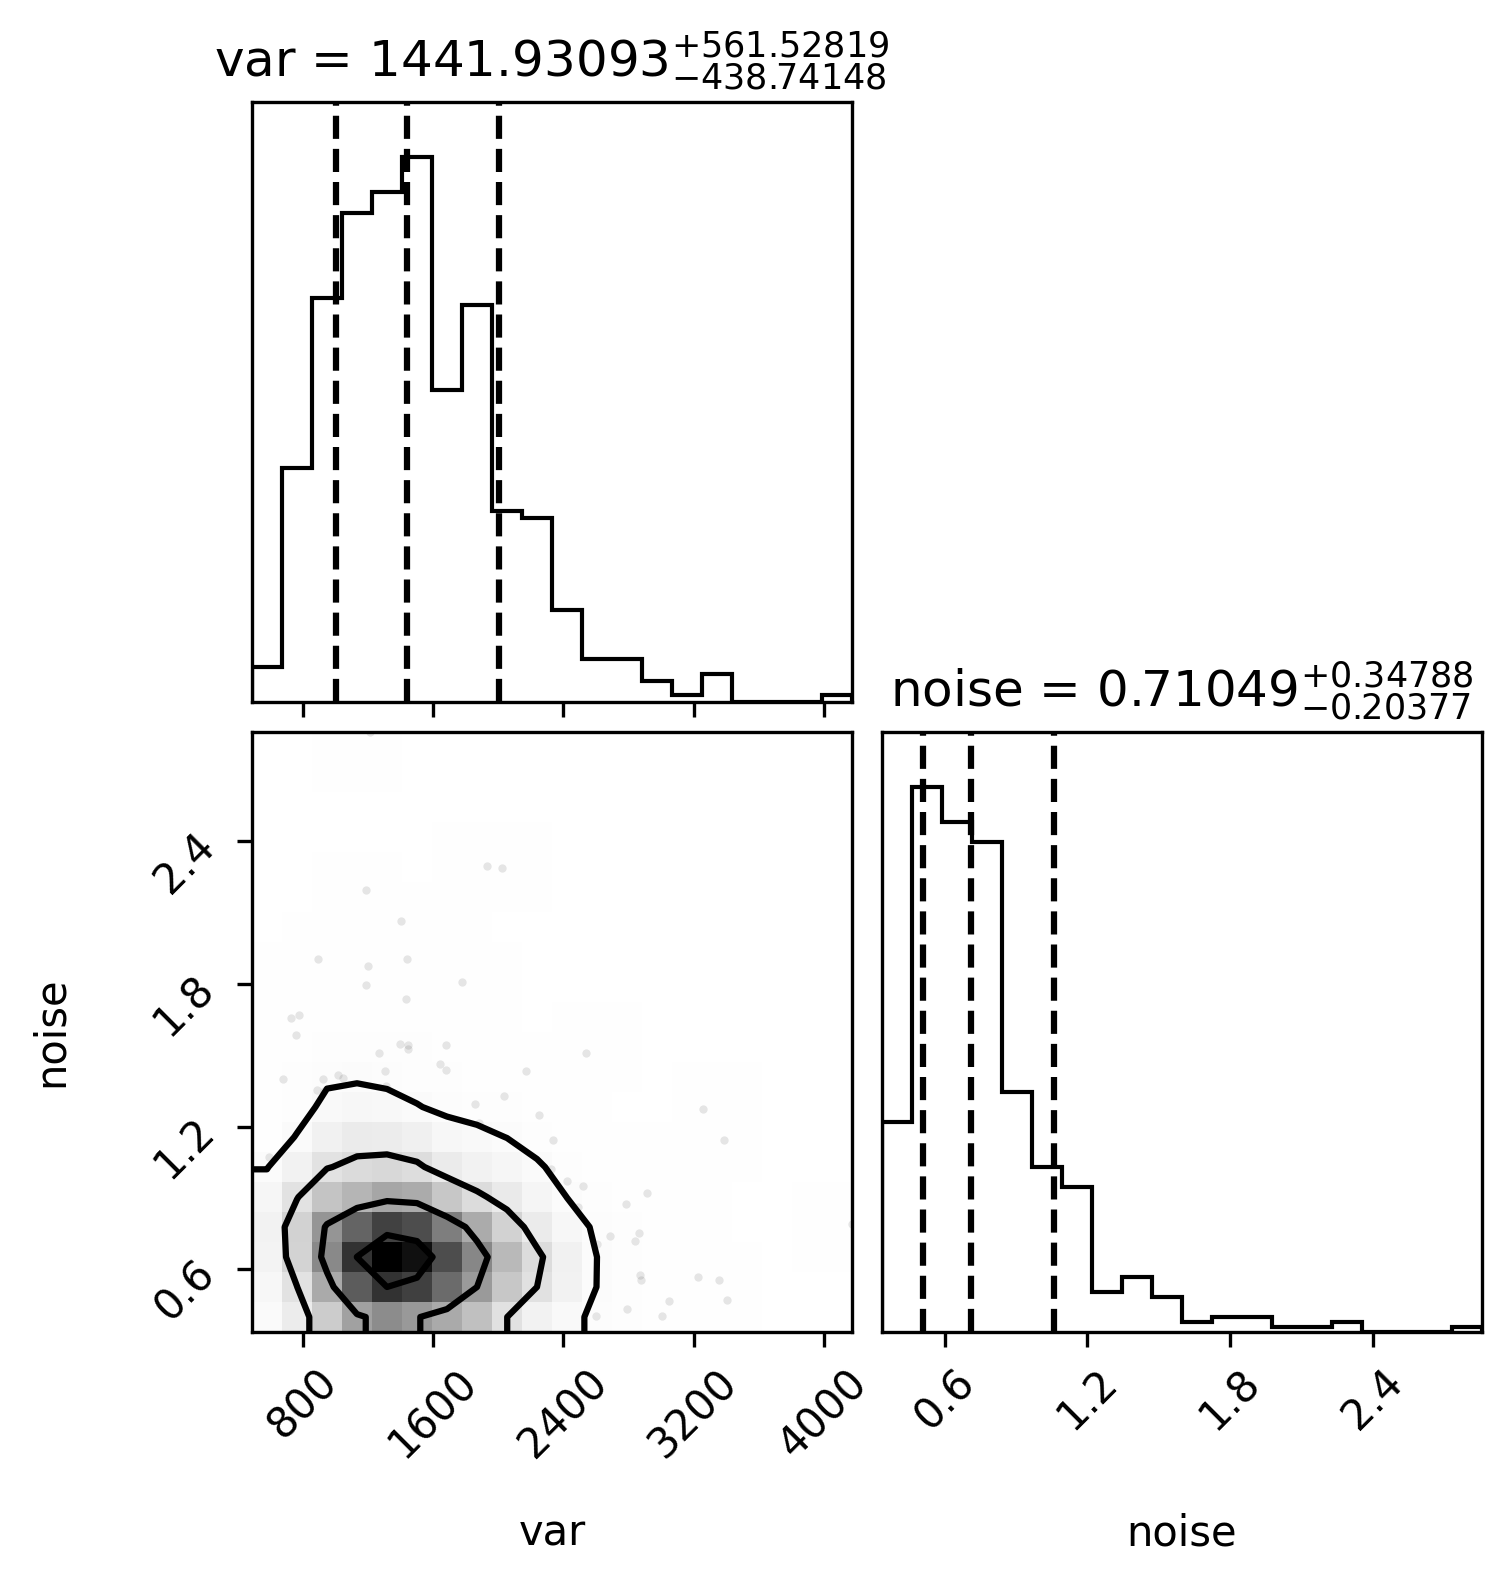 var = 1441.93093 +561.52819 −438.74148
noise = 0.71049 +0.34788 −0.20377
2.4
1.8
1.2
0.6
noise
800 1600 2400 3200 4000
0.6 1.2 1.8 2.4
var
noise